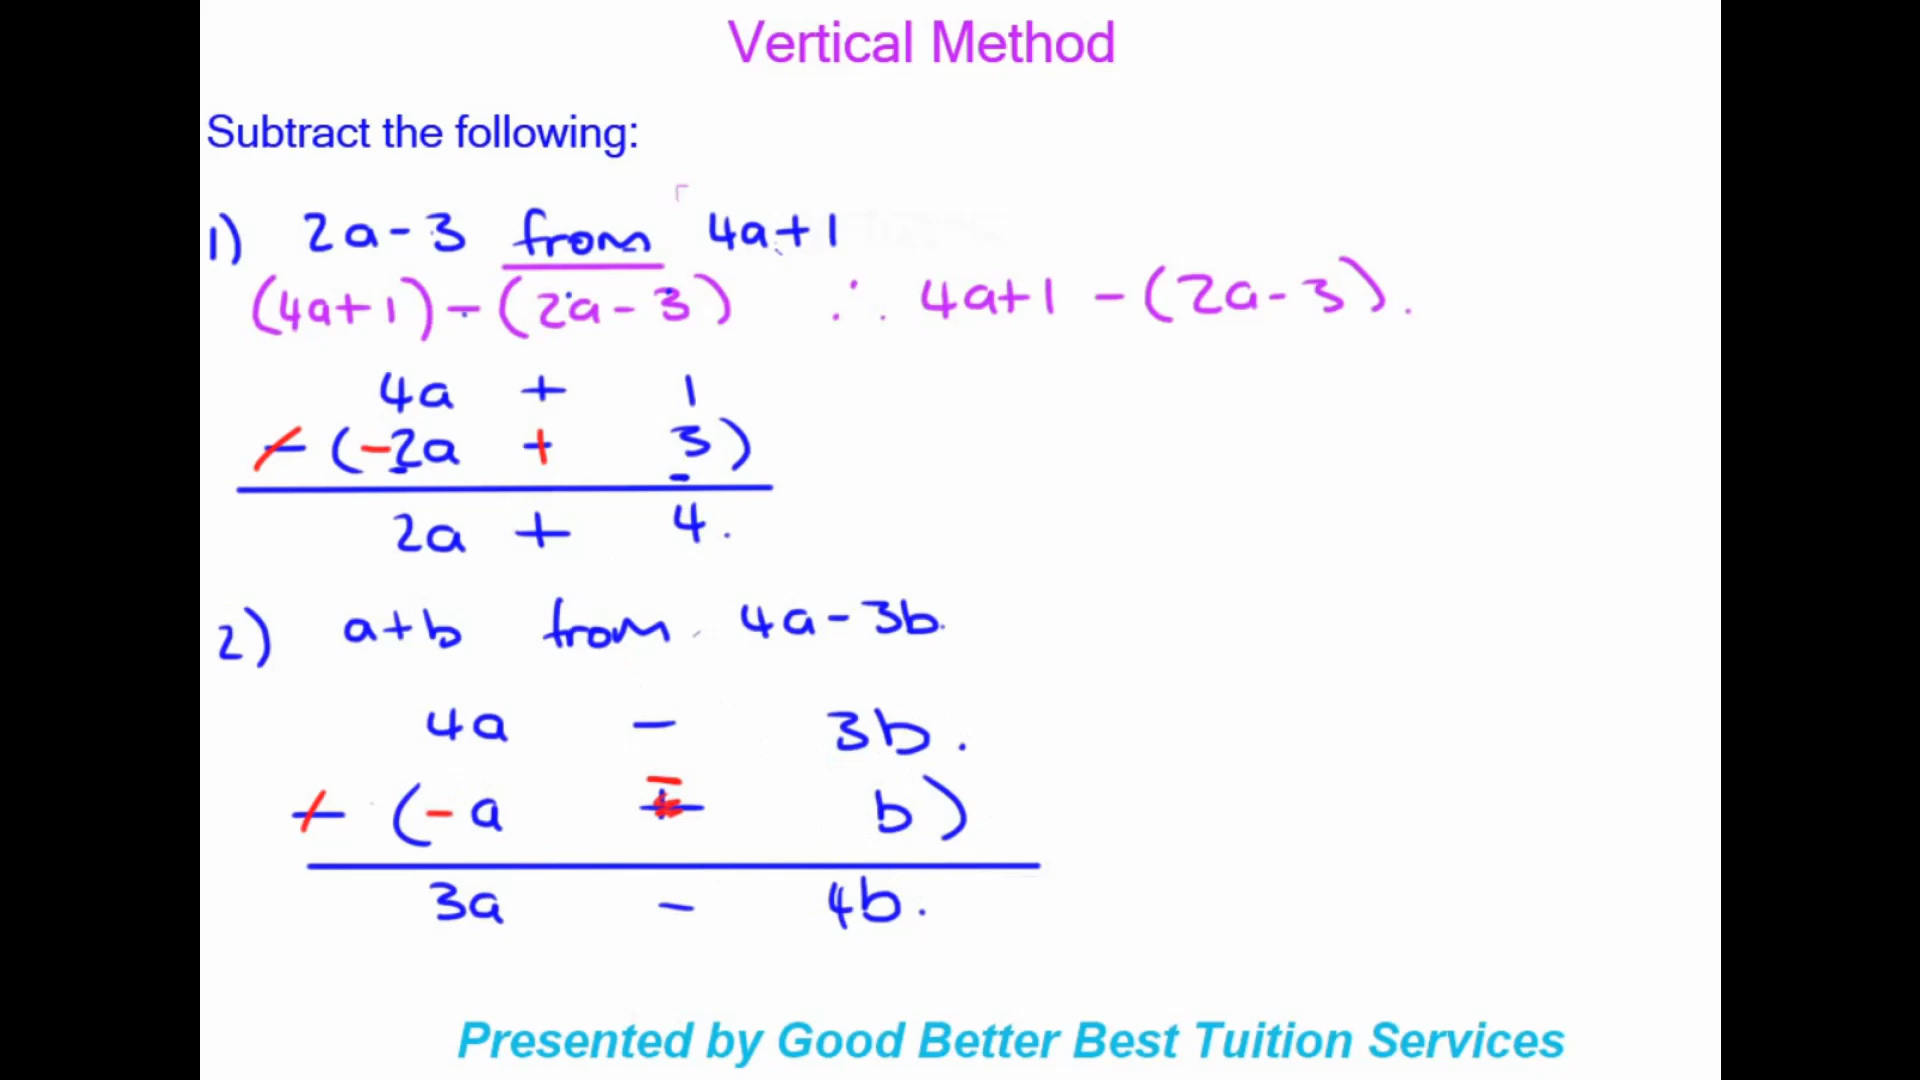 Vertical Method
Subtract the following:
1) 2a - 3 from 4a + 1
(4a + 1) - (2a - 3) ∴ 4a + 1 - (2a - 3).
4a + 1
- (-2a + 3)
2a + 4.
2) a + b from 4a - 3b.
4a - 3b.
- (-a - b)
3a - 4b.
Presented by Good Better Best Tuition Services